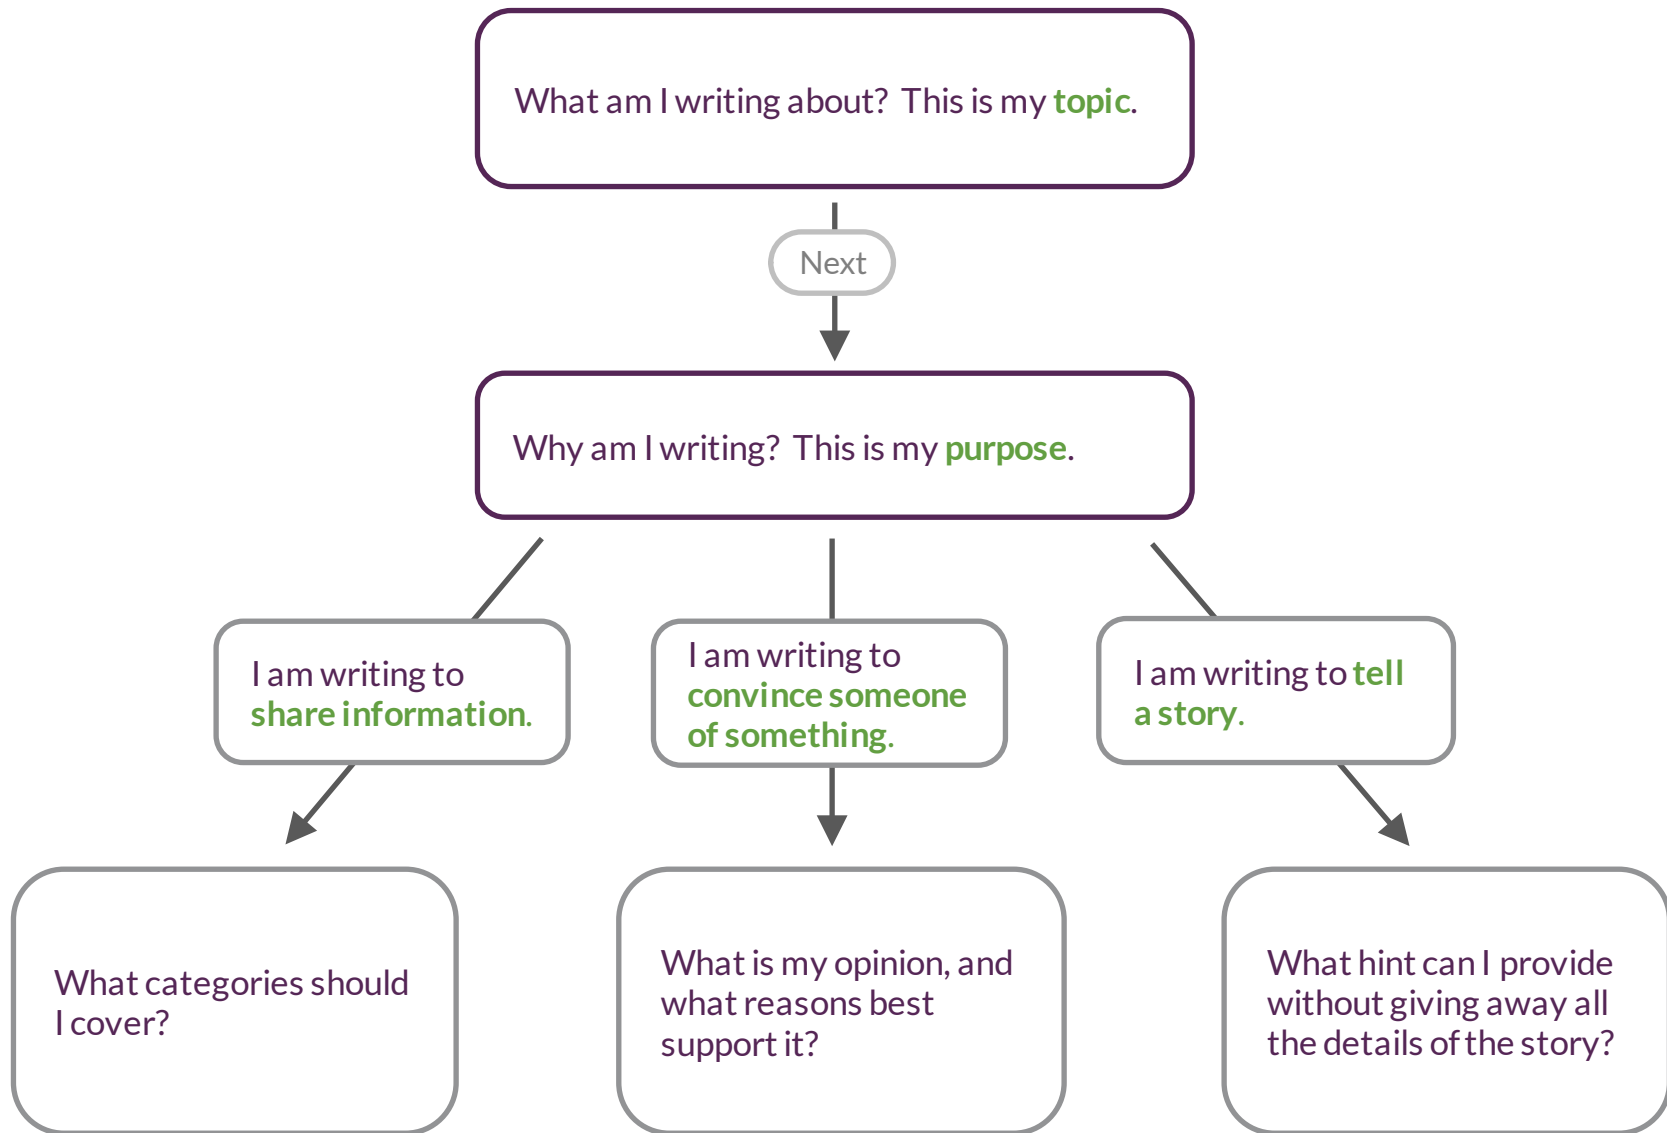 What am I writing about?  This is my topic.
Next
Why am I writing?  This is my purpose.
I am writing to
share information.
I am writing to
convince someone
of something.
I am writing to tell
a story.
What categories should
I cover?
What is my opinion, and
what reasons best
support it?
What hint can I provide
without giving away all
the details of the story?